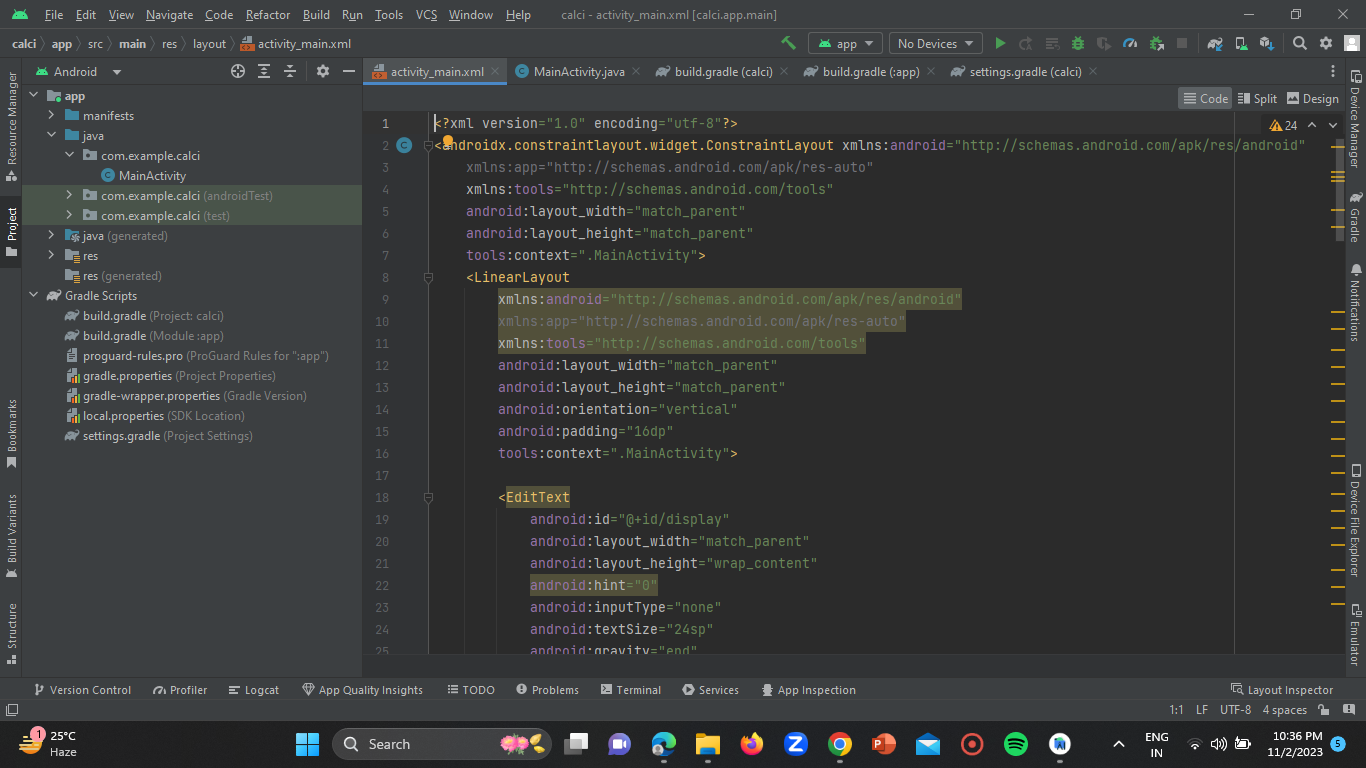 File Edit View Navigate Code Refactor Build Run Tools VCS Window Help calci - activity_main.xml [calci.app.main]
calci app src main res layout activity_main.xml app No Devices
Android activity_main.xml MainActivity.java build.gradle (calci) build.gradle (:app) settings.gradle (calci)
Code Split Design
24
Resource Manager
Project
Bookmarks
Build Variants
Structure
app
manifests
java
com.example.calci
MainActivity
com.example.calci (androidTest)
com.example.calci (test)
java (generated)
res
res (generated)
Gradle Scripts
build.gradle (Project: calci)
build.gradle (Module :app)
proguard-rules.pro (ProGuard Rules for ":app")
gradle.properties (Project Properties)
gradle-wrapper.properties (Gradle Version)
local.properties (SDK Location)
settings.gradle (Project Settings)
1 <?xml version="1.0" encoding="utf-8"?>
2 <androidx.constraintlayout.widget.ConstraintLayout xmlns:android="http://schemas.android.com/apk/res/android"
3 xmlns:app="http://schemas.android.com/apk/res-auto"
4 xmlns:tools="http://schemas.android.com/tools"
5 android:layout_width="match_parent"
6 android:layout_height="match_parent"
7 tools:context=".MainActivity">
8 <LinearLayout
9 xmlns:android="http://schemas.android.com/apk/res/android"
10 xmlns:app="http://schemas.android.com/apk/res-auto"
11 xmlns:tools="http://schemas.android.com/tools"
12 android:layout_width="match_parent"
13 android:layout_height="match_parent"
14 android:orientation="vertical"
15 android:padding="16dp"
16 tools:context=".MainActivity">
17
18 <EditText
19 android:id="@+id/display"
20 android:layout_width="match_parent"
21 android:layout_height="wrap_content"
22 android:hint="0"
23 android:inputType="none"
24 android:textSize="24sp"
25 android:gravity="end"
Device Manager
Gradle
Notifications
Device File Explorer
Emulator
Version Control Profiler Logcat App Quality Insights TODO Problems Terminal Services App Inspection Layout Inspector
1:1 LF UTF-8 4 spaces
1 25°C
Haze
Search
ENG
IN
10:36 PM
11/2/2023
5